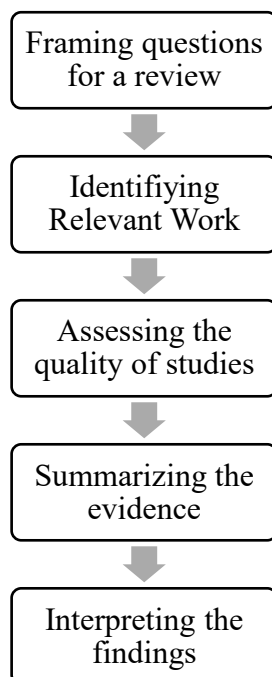 Framing questions
for a review
Identifiying
Relevant Work
Assessing the
quality of studies
Summarizing the
evidence
Interpreting the
findings